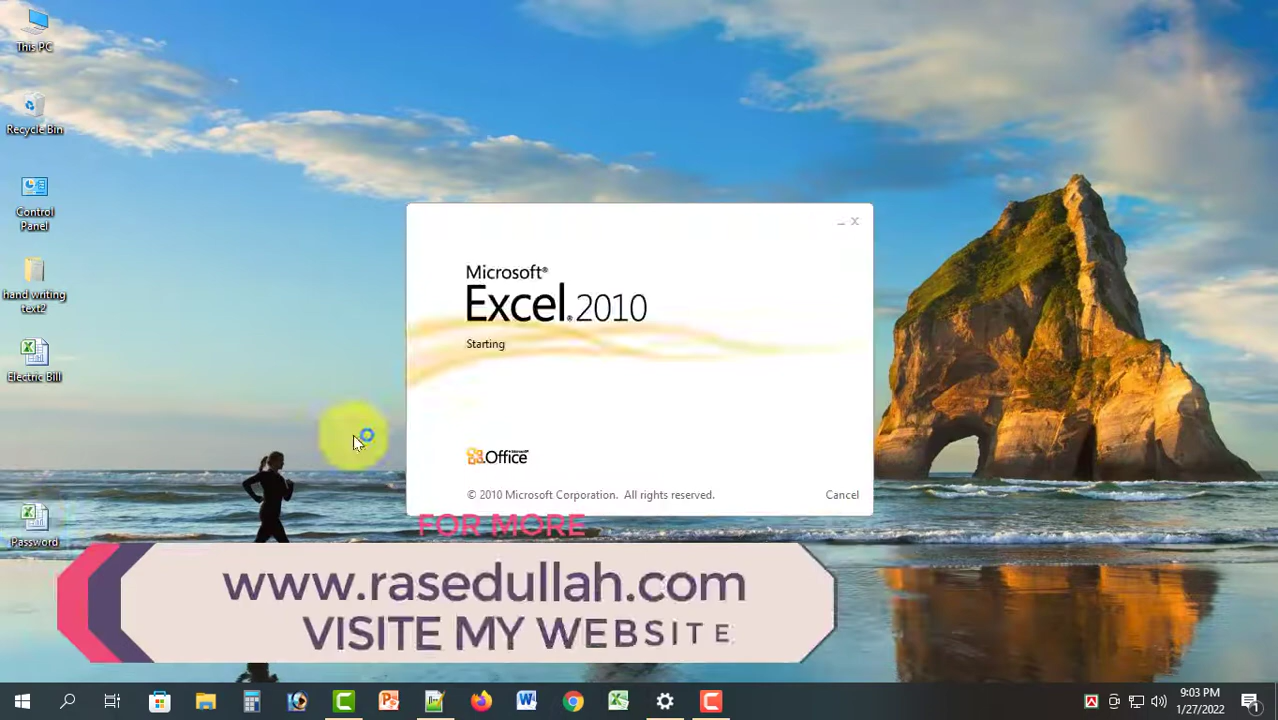 This PC
Recycle Bin
Control
Panel
hand writing
text2
Electric Bill
Password
Microsoft®
Excel® 2010
Starting
Microsoft®
Office
© 2010 Microsoft Corporation. All rights reserved.
Cancel
FOR MORE
www.rasedullah.com
VISITE MY WEBSITE
9:03 PM
1/27/2022
1